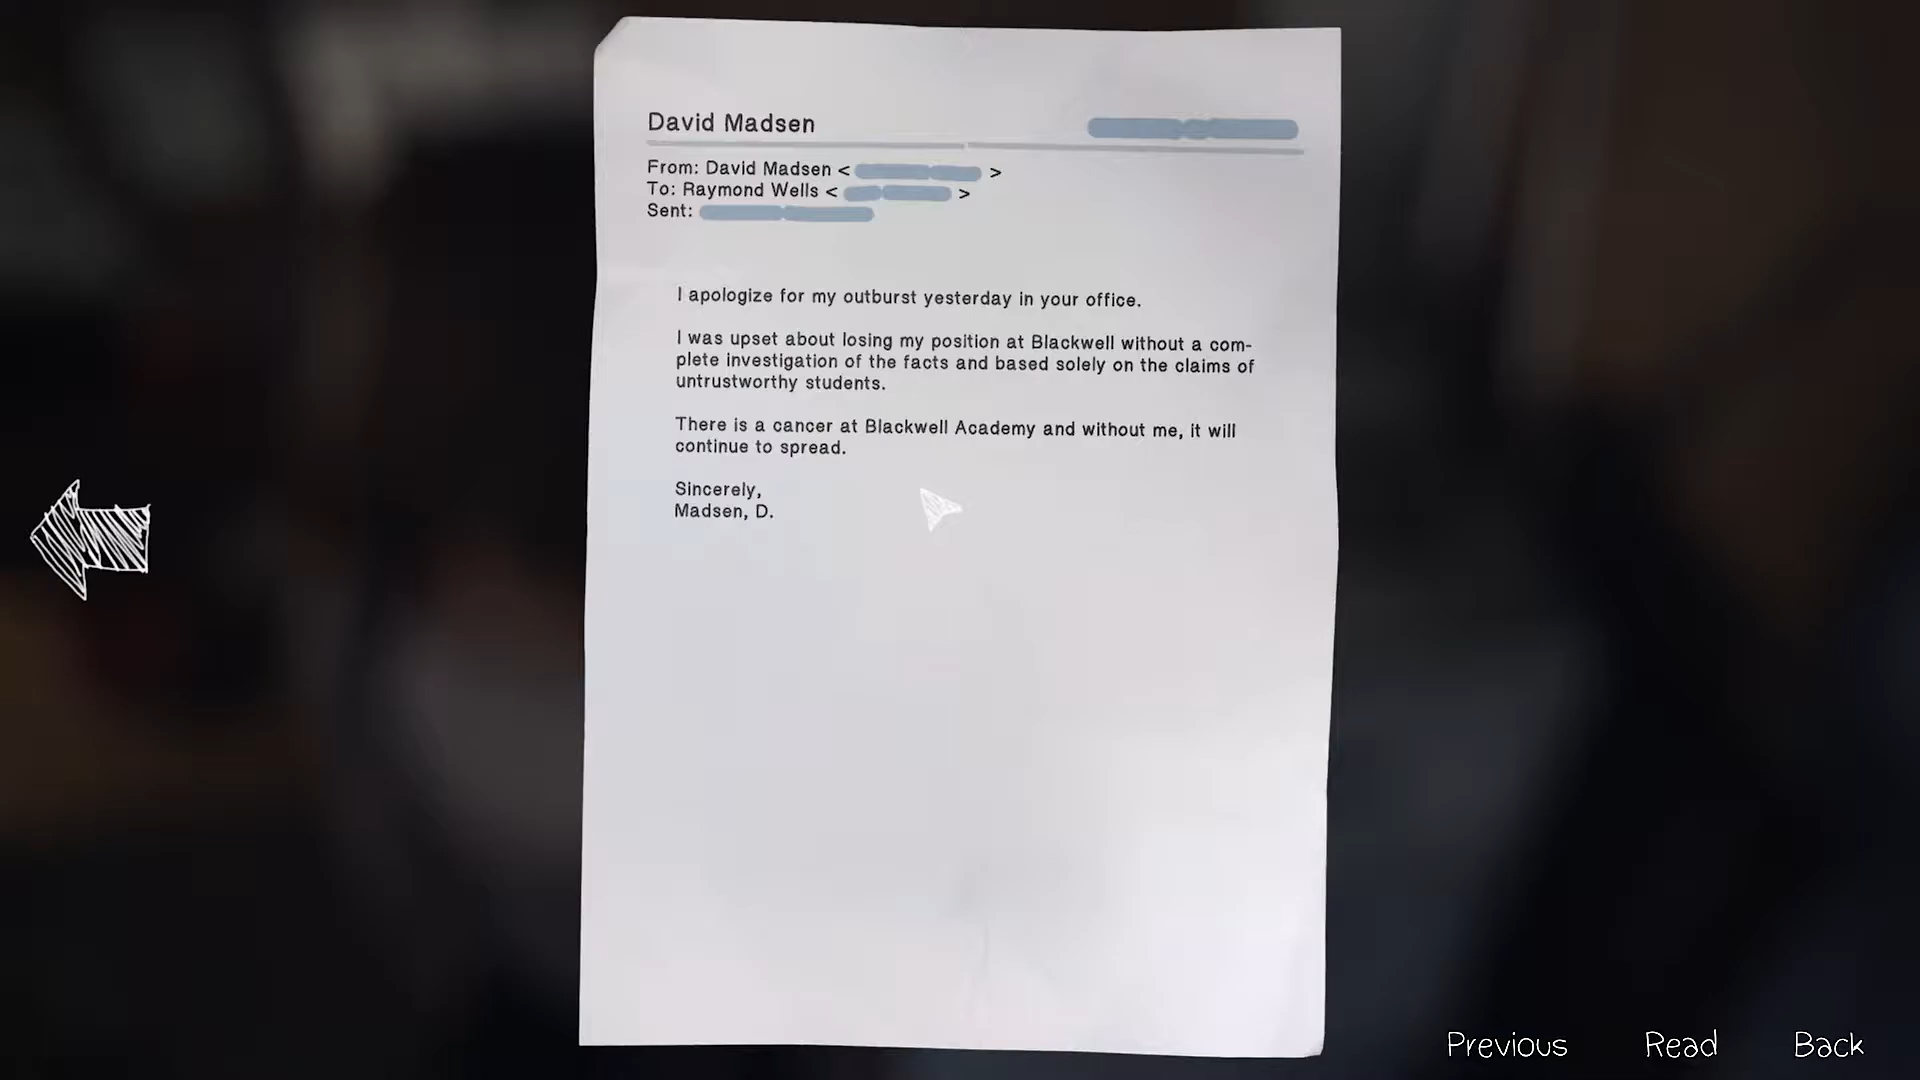 David Madsen
From: David Madsen < >
To: Raymond Wells < >
Sent:
I apologize for my outburst yesterday in your office.
I was upset about losing my position at Blackwell without a com-
plete investigation of the facts and based solely on the claims of
untrustworthy students.
There is a cancer at Blackwell Academy and without me, it will
continue to spread.
Sincerely,
Madsen, D.
Previous Read Back